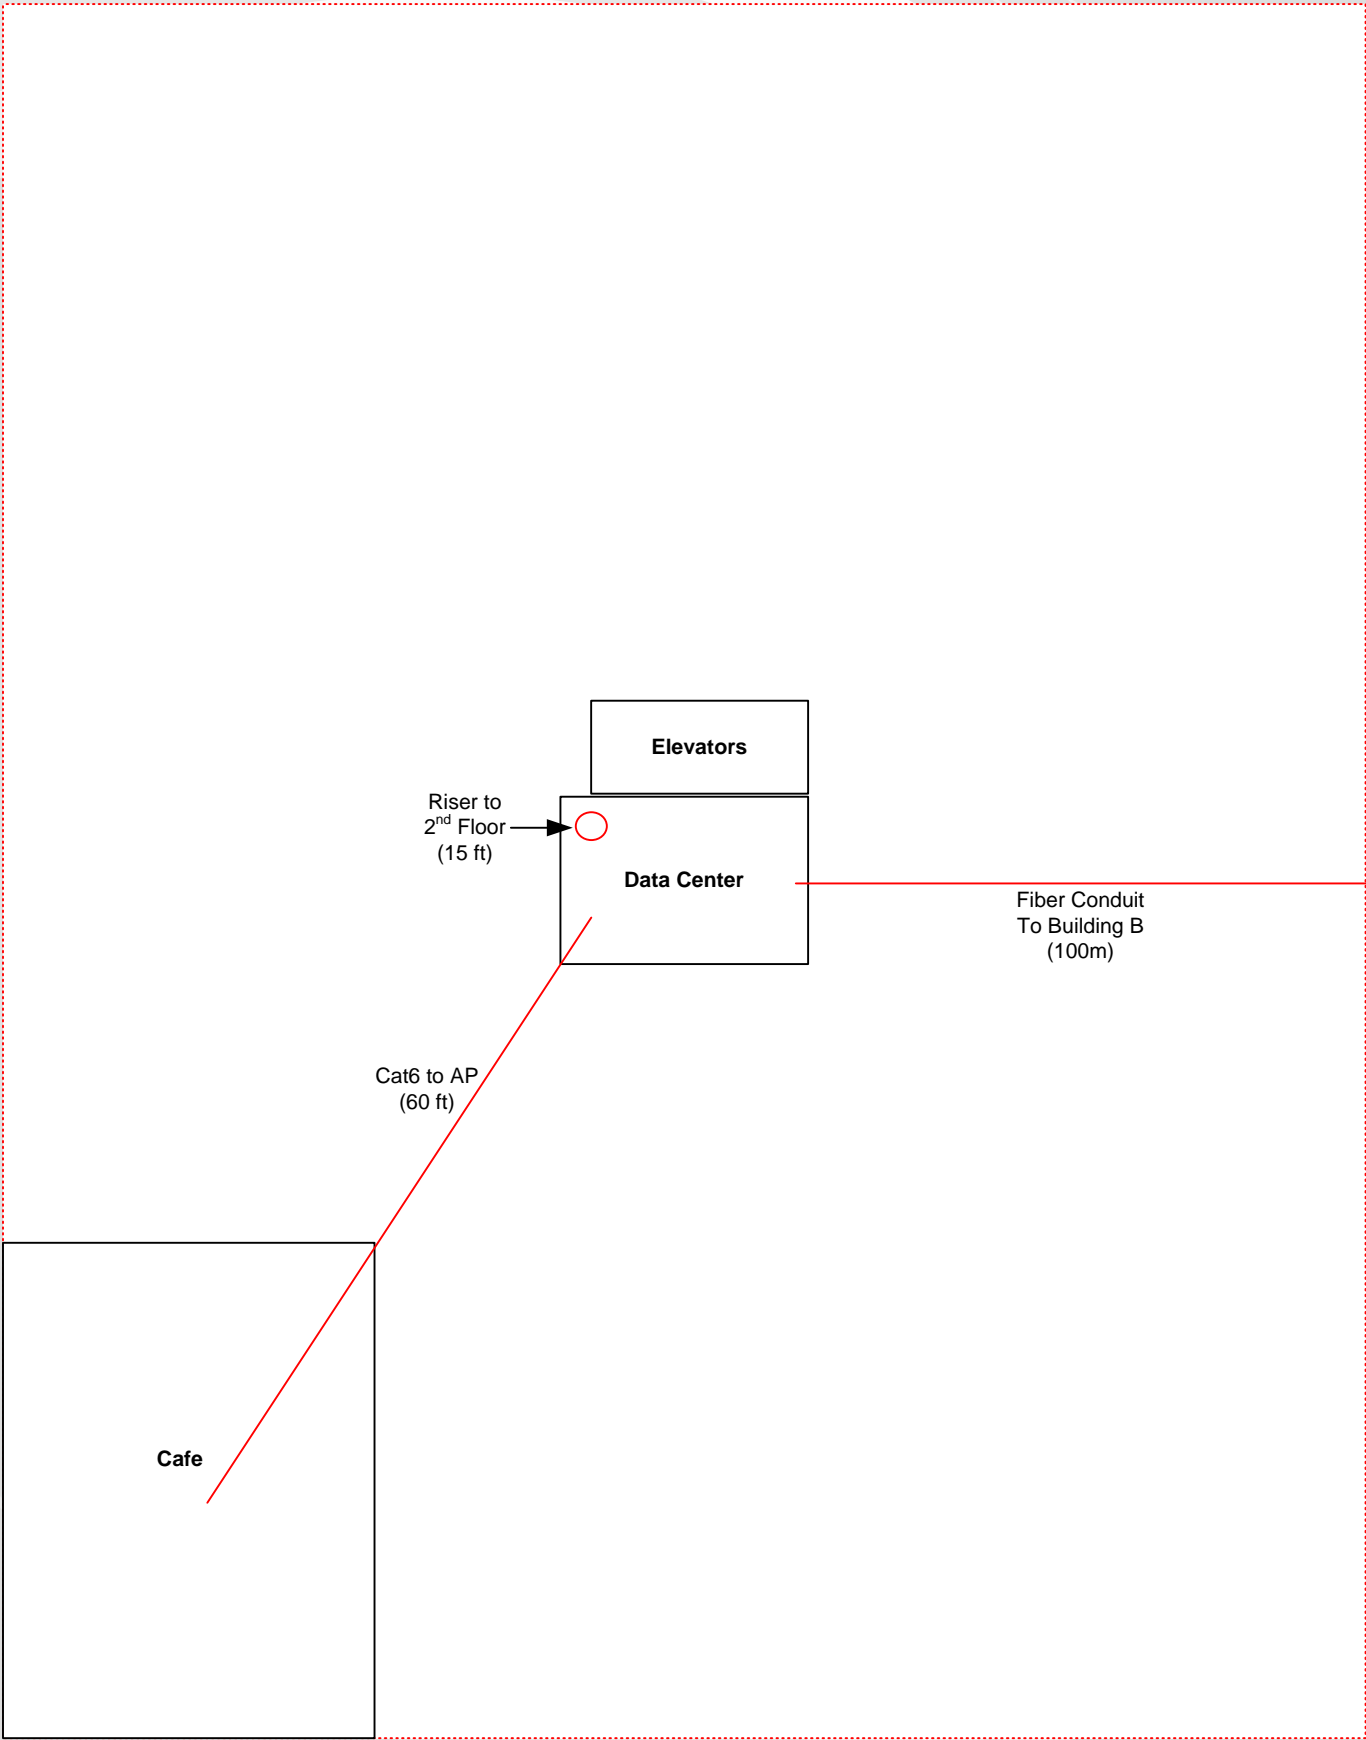 Elevators
Riser to
2nd Floor
(15 ft)
Data Center
Fiber Conduit
To Building B
(100m)
Cat6 to AP
(60 ft)
Cafe